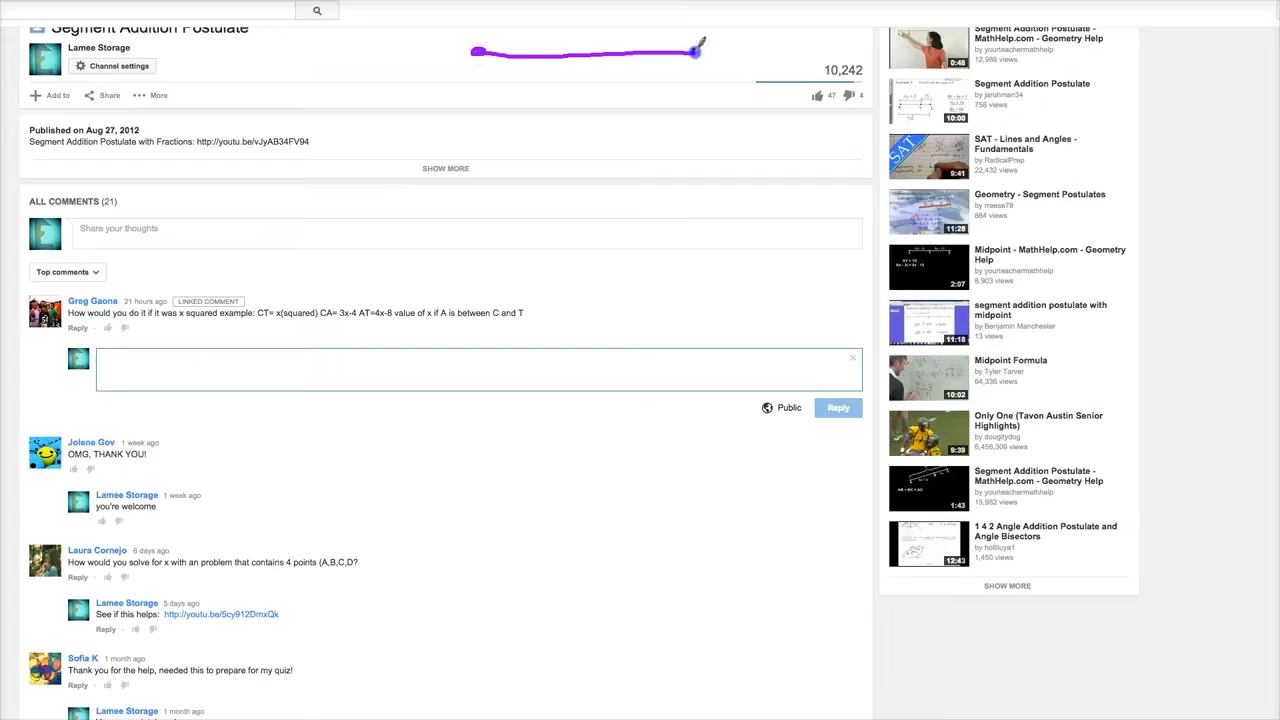 Segment Addition Postulate
Lamee Storage
Channel settings
10,242
Add to Share More
47 4
Published on Aug 27, 2012
Segment Addition Postulate with Fractions: http://youtu.be/vJyAB34FV94
SHOW MORE
ALL COMMENTS (21)
Share your thoughts
Top comments
Greg Gaona 21 hours ago LINKED COMMENT
How would you do it if it was x squared. Ex. CT= x(squared) CA= 3x+4 AT=6 find value of x if A is between C and T
Reply
Public Reply
Jolene Gov 1 week ago
OMG, THANK YOU!
Lamee Storage 1 week ago
you're welcome
Laura Cornejo 6 days ago
How would you solve for x with an problem that contains 4 points (A,B,C,D?
Reply
Lamee Storage 5 days ago
See if this helps: http://youtu.be/5cy912DmxQk
Reply
Sofia K 1 month ago
Thank you for the help, needed this to prepare for my quiz!
Reply
Lamee Storage 1 month ago
Segment Addition Postulate -
MathHelp.com - Geometry Help
by yourteachermathhelp
12,988 views
0:48
Segment Addition Postulate
by jarohman34
756 views
10:00
SAT - Lines and Angles -
Fundamentals
by RadicalPrep
22,432 views
SAT
9:41
Geometry - Segment Postulates
by rreese78
884 views
11:28
Midpoint - MathHelp.com - Geometry
Help
by yourteachermathhelp
8,903 views
2:07
segment addition postulate with
midpoint
by Benjamin Manchester
13 views
11:18
Midpoint Formula
by Tyler Tarver
64,336 views
10:02
Only One (Tavon Austin Senior
Highlights)
by dougitydog
6,456,309 views
9:39
Segment Addition Postulate -
MathHelp.com - Geometry Help
by yourteachermathhelp
15,982 views
1:43
1 4 2 Angle Addition Postulate and
Angle Bisectors
by holliluya1
1,450 views
12:43
SHOW MORE